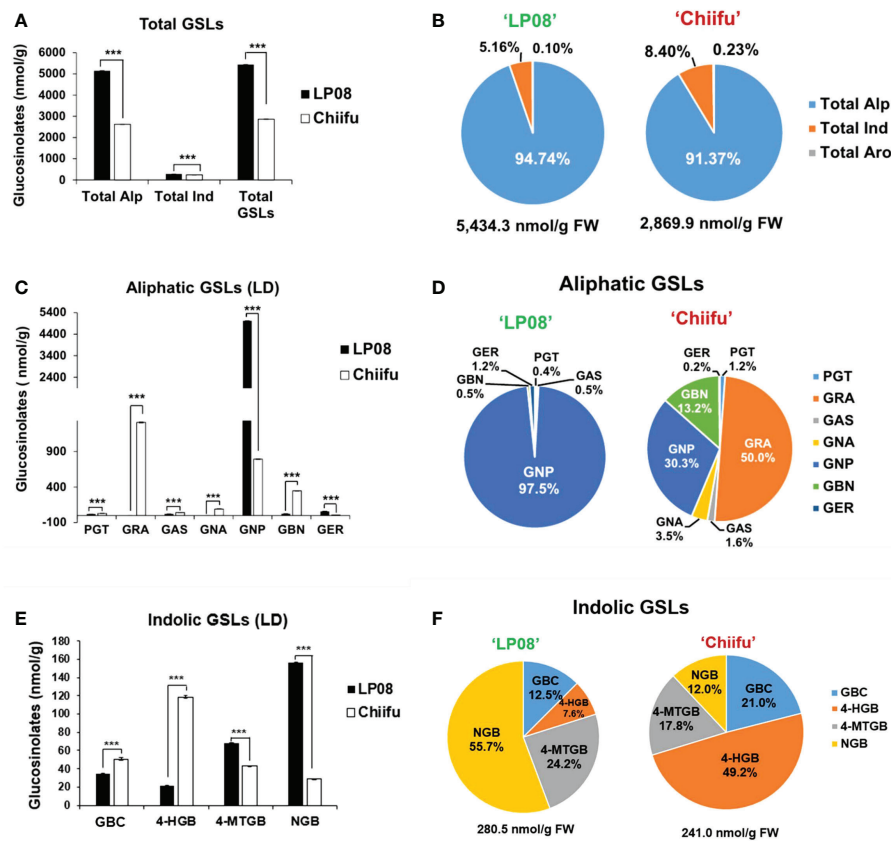 A
Total GSLs
Glucosinolates (nmol/g)
6000
5000
4000
3000
2000
1000
0
***
***
***
LP08
Chiifu
Total Alp
Total Ind
Total
GSLs
B
'LP08'
'Chiifu'
5.16%
0.10%
8.40%
0.23%
94.74%
91.37%
Total Alp
Total Ind
Total Aro
5,434.3 nmol/g FW
2,869.9 nmol/g FW
C
Aliphatic GSLs (LD)
Glucosinolates (nmol/g)
5400
4400
3400
2400
900
400
-100
***
***
***
***
***
***
***
LP08
Chiifu
PGT
GRA
GAS
GNA
GNP
GBN
GER
D
Aliphatic GSLs
'LP08'
'Chiifu'
GER
1.2%
PGT
0.4%
GBN
0.5%
GAS
0.5%
GNP
97.5%
GER
0.2%
PGT
1.2%
GBN
13.2%
GRA
50.0%
GNP
30.3%
GNA
3.5%
GAS
1.6%
PGT
GRA
GAS
GNA
GNP
GBN
GER
E
Indolic GSLs (LD)
Glucosinolates (nmol/g)
180
160
140
120
100
80
60
40
20
0
***
***
***
***
LP08
Chiifu
GBC
4-HGB
4-MTGB
NGB
F
Indolic GSLs
'LP08'
'Chiifu'
GBC
12.5%
4-HGB
7.6%
NGB
55.7%
4-MTGB
24.2%
NGB
12.0%
GBC
21.0%
4-MTGB
17.8%
4-HGB
49.2%
GBC
4-HGB
4-MTGB
NGB
280.5 nmol/g FW
241.0 nmol/g FW